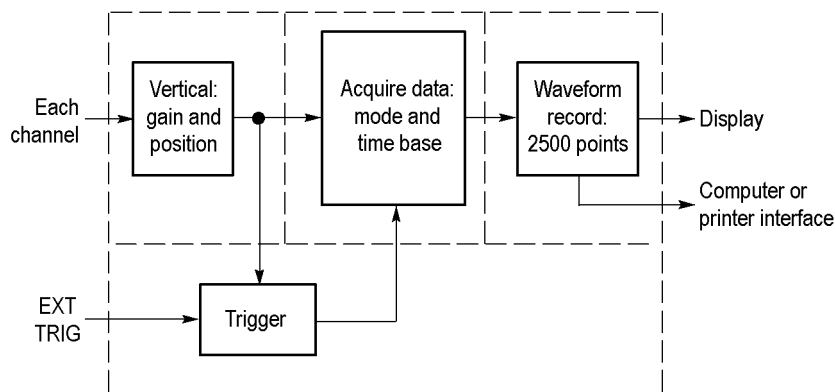 Each
channel
Vertical:
gain and
position
Acquire data:
mode and
time base
Waveform
record:
2500 points
Display
Computer or
printer interface
EXT
TRIG
Trigger